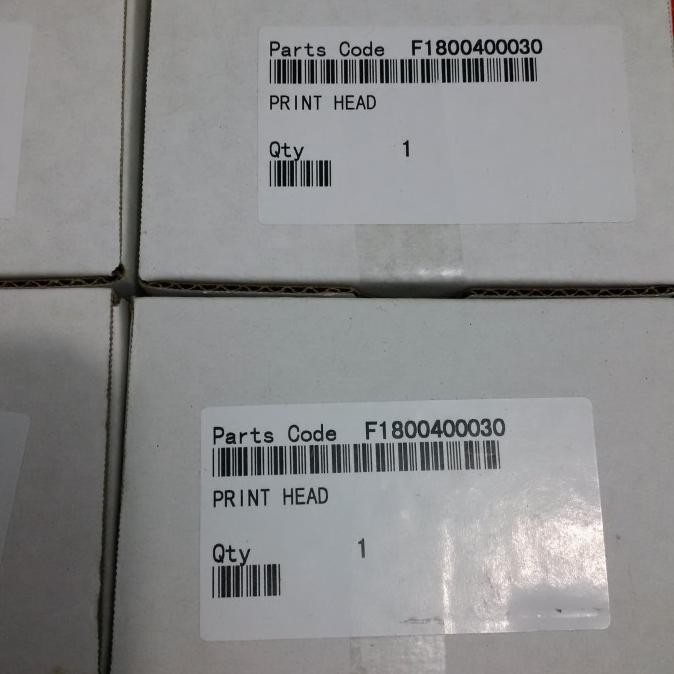 Parts Code F1800400030
PRINT HEAD
Qty 1
Parts Code F1800400030
PRINT HEAD
Qty 1